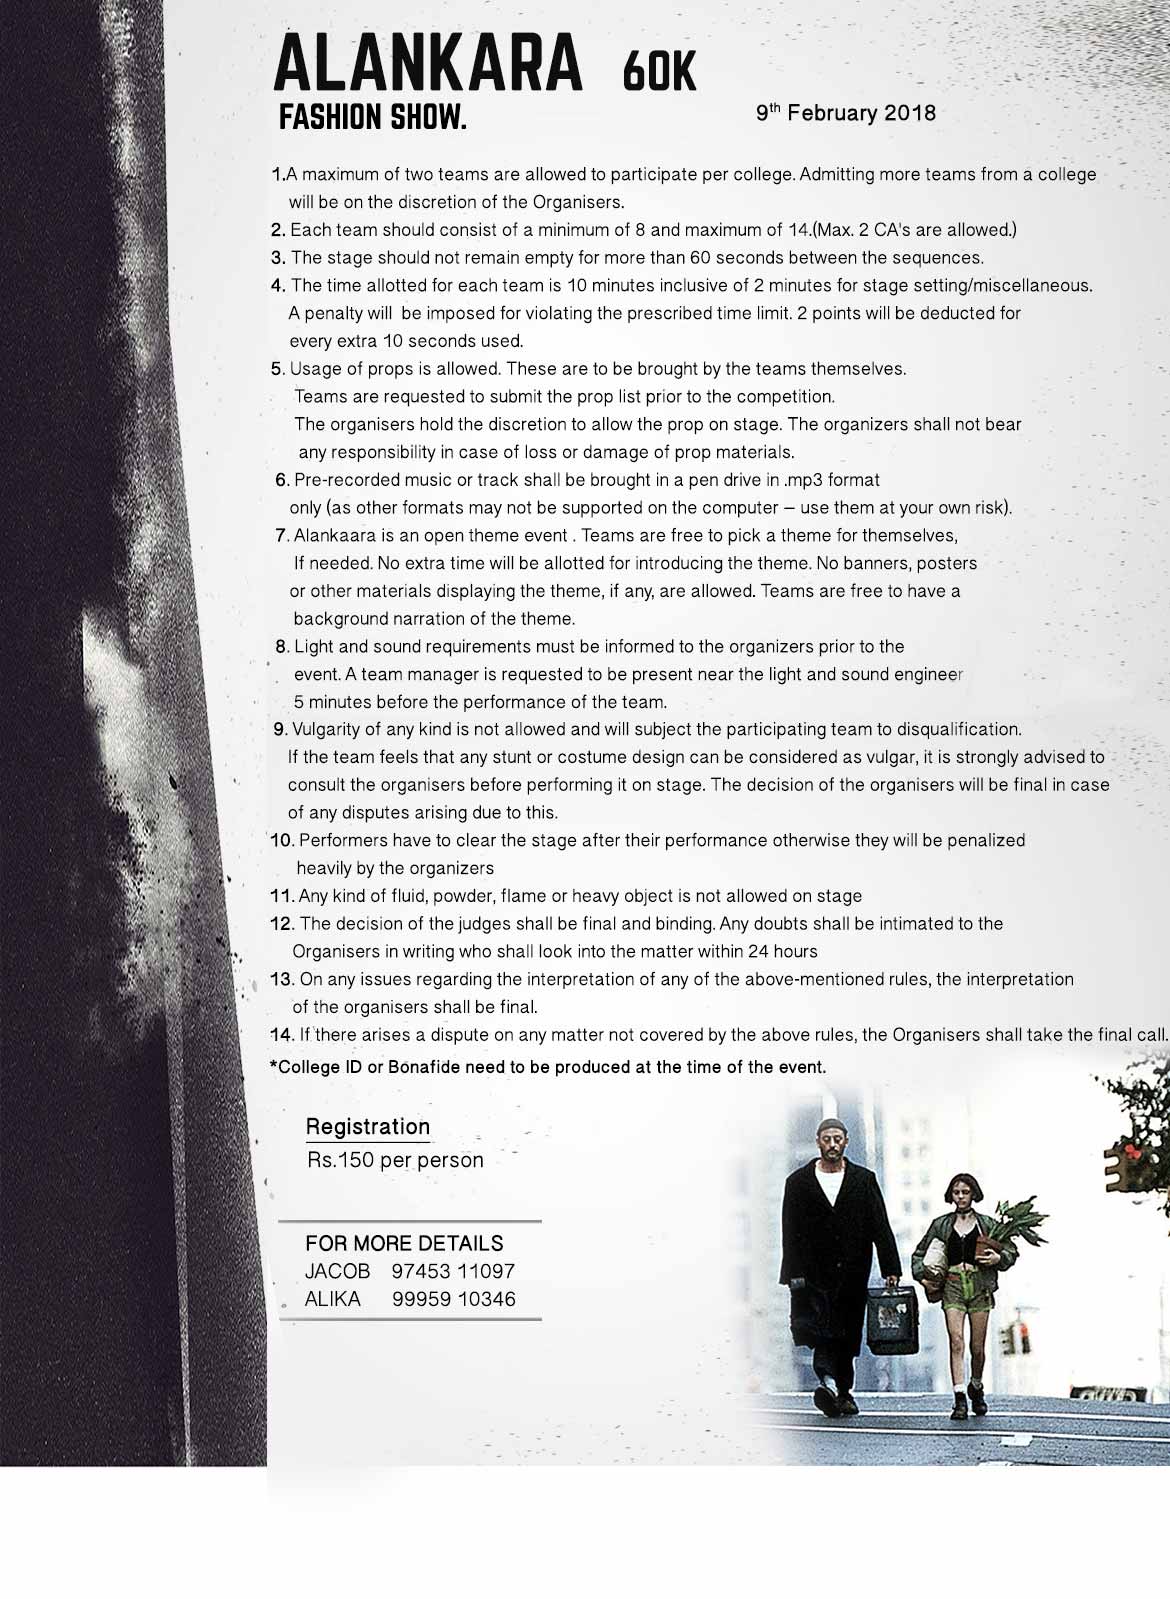 ALANKARA 60K
FASHION SHOW.
9th February 2018
1.A maximum of two teams are allowed to participate per college. Admitting more teams from a college
will be on the discretion of the Organisers.
2. Each team should consist of a minimum of 8 and maximum of 14.(Max. 2 CA's are allowed.)
3. The stage should not remain empty for more than 60 seconds between the sequences.
4. The time allotted for each team is 10 minutes inclusive of 2 minutes for stage setting/miscellaneous.
A penalty will be imposed for violating the prescribed time limit. 2 points will be deducted for
every extra 10 seconds used.
5. Usage of props is allowed. These are to be brought by the teams themselves.
Teams are requested to submit the prop list prior to the competition.
The organisers hold the discretion to allow the prop on stage. The organizers shall not bear
any responsibility in case of loss or damage of prop materials.
6. Pre-recorded music or track shall be brought in a pen drive in .mp3 format
only (as other formats may not be supported on the computer – use them at your own risk).
7. Alankaara is an open theme event . Teams are free to pick a theme for themselves,
If needed. No extra time will be allotted for introducing the theme. No banners, posters
or other materials displaying the theme, if any, are allowed. Teams are free to have a
background narration of the theme.
8. Light and sound requirements must be informed to the organizers prior to the
event. A team manager is requested to be present near the light and sound engineer
5 minutes before the performance of the team.
9. Vulgarity of any kind is not allowed and will subject the participating team to disqualification.
If the team feels that any stunt or costume design can be considered as vulgar, it is strongly advised to
consult the organisers before performing it on stage. The decision of the organisers will be final in case
of any disputes arising due to this.
10. Performers have to clear the stage after their performance otherwise they will be penalized
heavily by the organizers
11. Any kind of fluid, powder, flame or heavy object is not allowed on stage
12. The decision of the judges shall be final and binding. Any doubts shall be intimated to the
Organisers in writing who shall look into the matter within 24 hours
13. On any issues regarding the interpretation of any of the above-mentioned rules, the interpretation
of the organisers shall be final.
14. If there arises a dispute on any matter not covered by the above rules, the Organisers shall take the final call.
*College ID or Bonafide need to be produced at the time of the event.
Registration
Rs.150 per person
FOR MORE DETAILS
JACOB 97453 11097
ALIKA 99959 10346